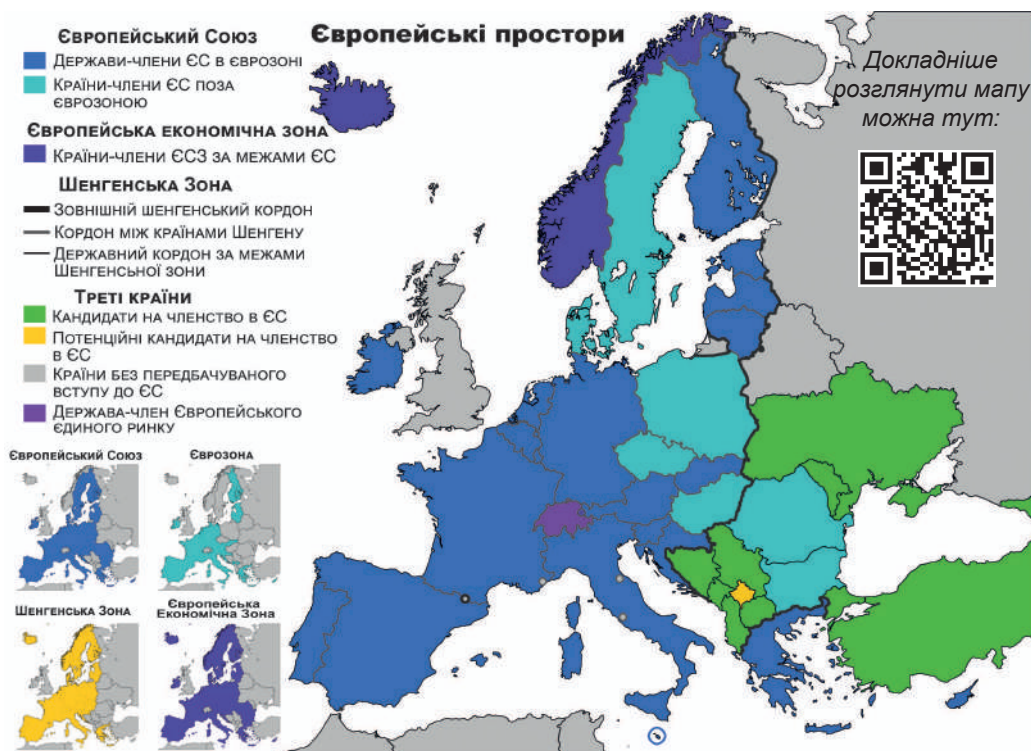 Європейські простори
Європейський Союз
Держави-члени ЄС в єврозоні
Країни-члени ЄС поза
єврозоною
Європейська економічна зона
Країни-члени ЄСЗ за межами ЄС
Шенгенська Зона
Зовнішній шенгенський кордон
Кордон між країнами Шенгену
Державний кордон за межами
Шенгенської зони
Треті країни
Кандидати на членство в ЄС
Потенційні кандидати на членство
в ЄС
Країни без передбачуваного
вступу до ЄС
Держава-член Європейського
єдиного ринку
Європейський Союз
Єврозона
Шенгенська Зона
Європейська
Економічна Зона
Докладніше
розглянути мапу
можна тут: